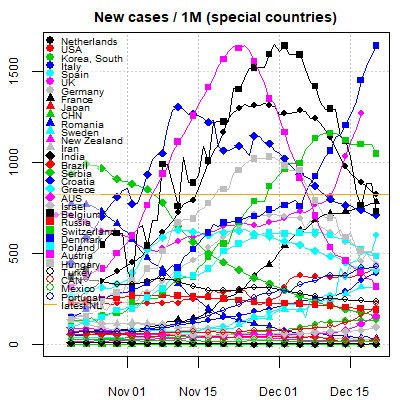 New cases / 1M (special countries)
Netherlands
USA
Korea, South
Italy
Spain
UK
Germany
France
Japan
CHN
Romania
Sweden
New Zealand
Iran
India
Brazil
Serbia
Croatia
Greece
AUS
Israel
Belgium
Russia
Switzerland
Denmark
Poland
Austria
Hungary
Turkey
CAN
Mexico
Portugal
latest NL
0
500
1000
1500
Nov 01
Nov 15
Dec 01
Dec 15